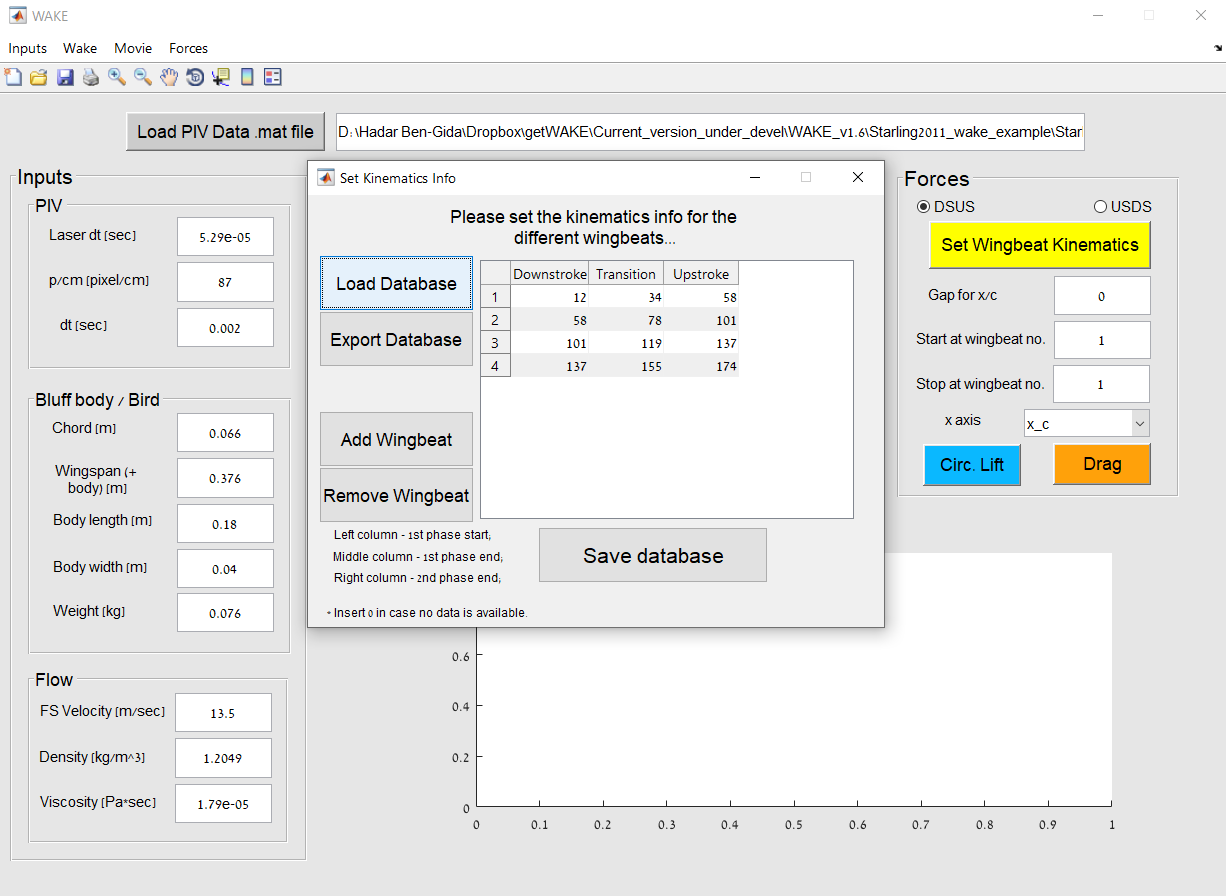 WAKE
Inputs Wake Movie Forces
Load PIV Data .mat file
D:\Hadar Ben-Gida\Dropbox\getWAKE\Current_version_under_devel\WAKE_v1.6\Starling2011_wake_example\Star
Inputs
PIV
Laser dt [sec] 5.29e-05
p/cm [pixel/cm] 87
dt [sec] 0.002
Bluff body / Bird
Chord [m] 0.066
Wingspan (+
body) [m] 0.376
Body length [m] 0.18
Body width [m] 0.04
Weight [kg] 0.076
Flow
FS Velocity [m/sec] 13.5
Density [kg/m^3] 1.2049
Viscosity [Pa*sec] 1.79e-05
Set Kinematics Info
Please set the kinematics info for the
different wingbeats...
Load Database
Export Database
Add Wingbeat
Remove Wingbeat
Downstroke Transition Upstroke
1 12 34 58
2 58 78 101
3 101 119 137
4 137 155 174
Left column - 1st phase start;
Middle column - 1st phase end;
Right column - 2nd phase end;
* Insert 0 in case no data is available.
Save database
Forces
DSUS USDS
Set Wingbeat Kinematics
Gap for x/c 0
Start at wingbeat no. 1
Stop at wingbeat no. 1
x axis x_c
Circ. Lift Drag
0.6
0.4
0.2
0
0 0.1 0.2 0.3 0.4 0.5 0.6 0.7 0.8 0.9 1